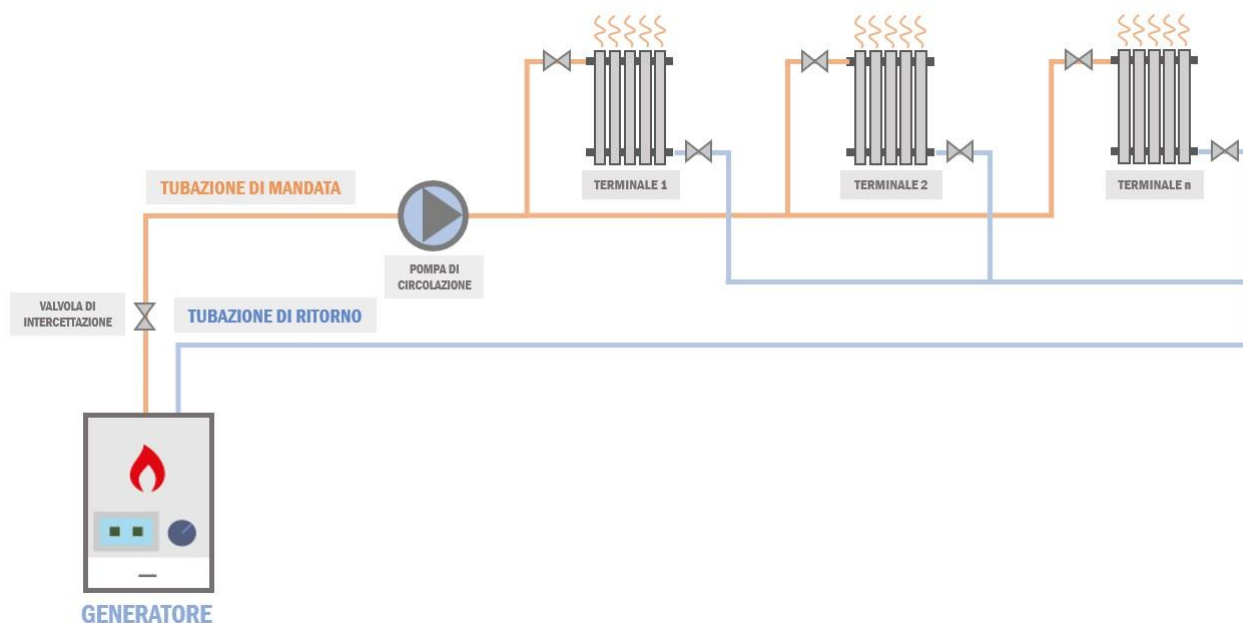 TERMINALE 1
TERMINALE 2
TERMINALE n
TUBAZIONE DI MANDATA
POMPA DI
CIRCOLAZIONE
VALVOLA DI
INTERCETTAZIONE
TUBAZIONE DI RITORNO
GENERATORE